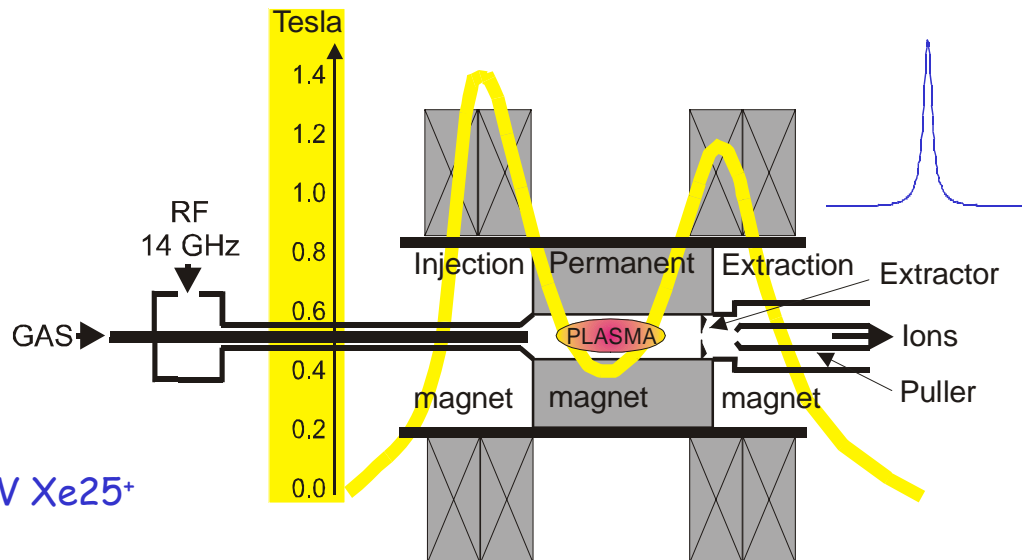 Tesla
1.4
1.2
1.0
0.8
0.6
0.4
0.2
0.0
RF
14 GHz
GAS
Injection
Permanent
Extraction
Extractor
PLASMA
Ions
Puller
magnet
magnet
magnet
V Xe25⁺